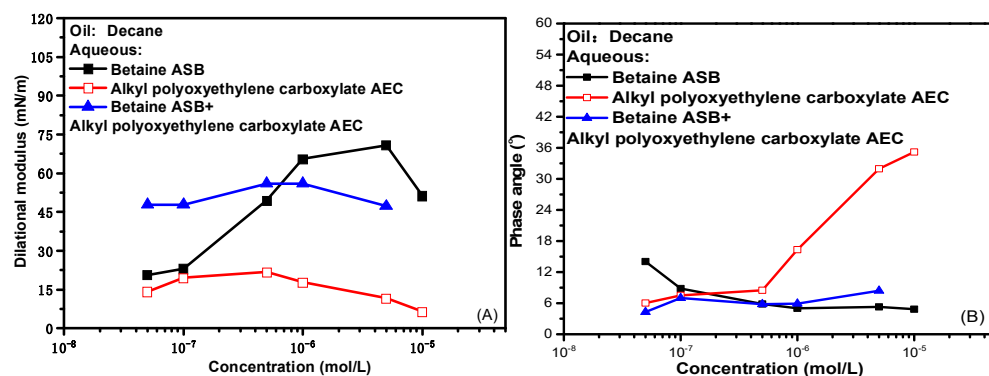 120
105
90
75
60
45
30
15
0
Dilational modulus (mN/m)
Oil: Decane
Aqueous:
Betaine ASB
Alkyl polyoxyethylene carboxylate AEC
Betaine ASB+
Alkyl polyoxyethylene carboxylate AEC
(A)
10⁻⁸ 10⁻⁷ 10⁻⁶ 10⁻⁵
Concentration (mol/L)
60
54
48
42
36
30
24
18
12
6
0
Phase angle (°)
Oil: Decane
Aqueous:
Betaine ASB
Alkyl polyoxyethylene carboxylate AEC
Betaine ASB+
Alkyl polyoxyethylene carboxylate AEC
(B)
10⁻⁸ 10⁻⁷ 10⁻⁶ 10⁻⁵
Concentration (mol/L)